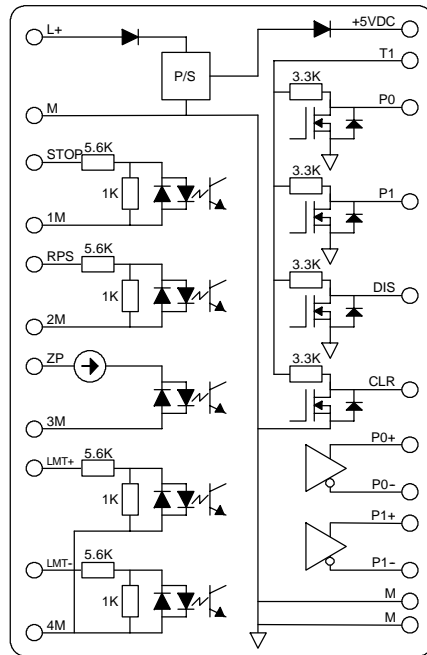 L+
P/S
M
STOP
5.6K
1K
1M
RPS
5.6K
1K
2M
ZP
3M
LMT+
5.6K
1K
LMT-
5.6K
1K
4M
+5VDC
T1
3.3K
P0
3.3K
P1
3.3K
DIS
3.3K
CLR
P0+
P0−
P1+
P1−
M
M